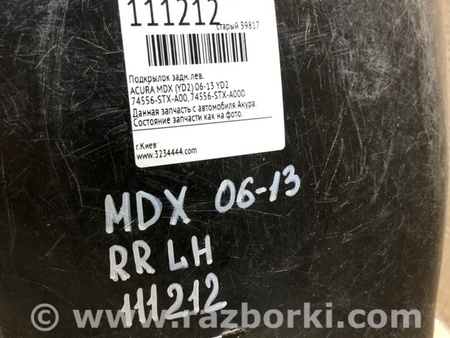 111212
старый 39817
Подкрылок задн.лев.
ACURA MDX (YD2) 06-13 YD2
74556-STX-A00,74556-STX-A000
Данная запчасть с автомобиля Акура.
Состояние запчасти как на фото.
г.Киев
www.3234444.com
MDX 06-13
RR LH
111212
© www.razborki.com